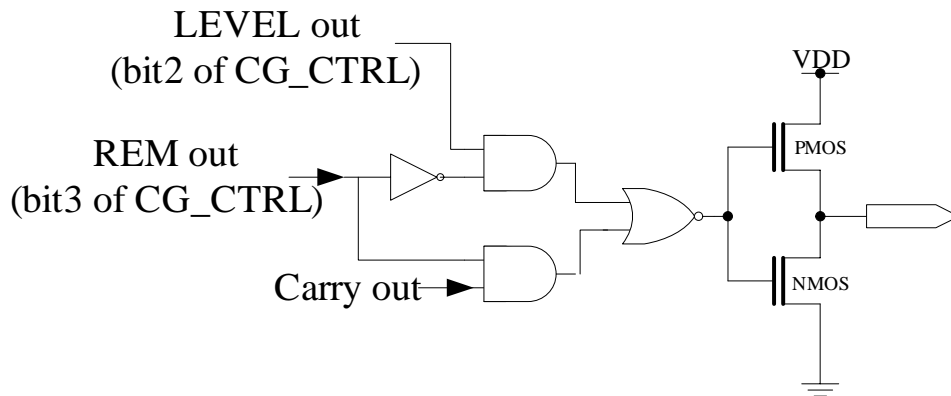 LEVEL out
(bit2 of CG_CTRL)
VDD
PMOS
REM out
(bit3 of CG_CTRL)
Carry out
NMOS